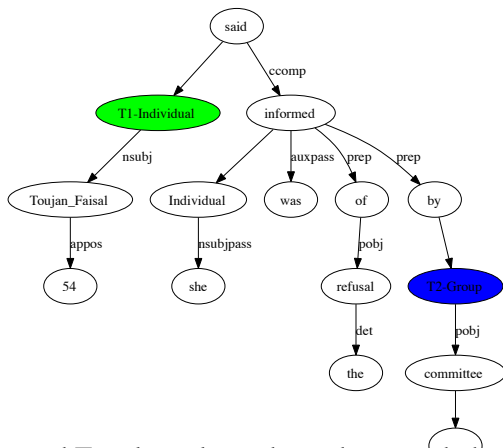 said
ccomp
T1-Individual
informed
nsubj
auxpass
prep
prep
Toujan_Faisal
Individual
was
of
by
appos
nsubjpass
pobj
54
she
refusal
T2-Group
det
pobj
the
committee